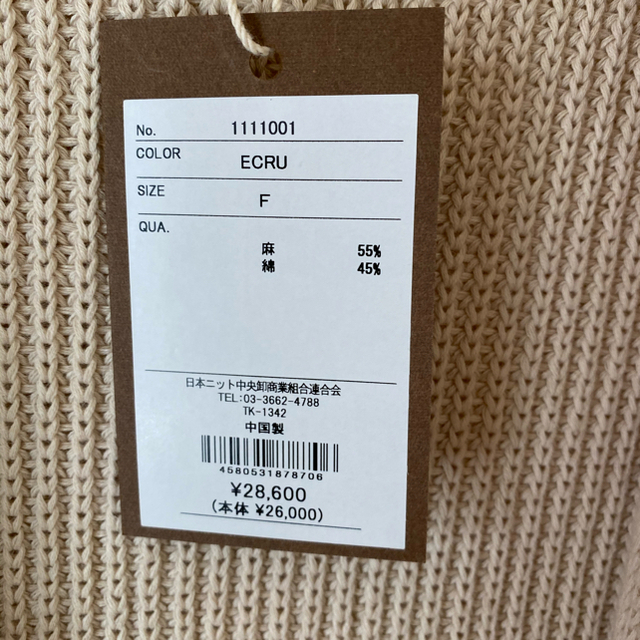 No. 1111001
COLOR ECRU
SIZE F
QUA.
麻 55%
綿 45%
日本ニット中央卸商業組合連合会
TEL:03-3662-4788
TK-1342
中国製
4580531878706
¥28,600
(本体 ¥26,000)